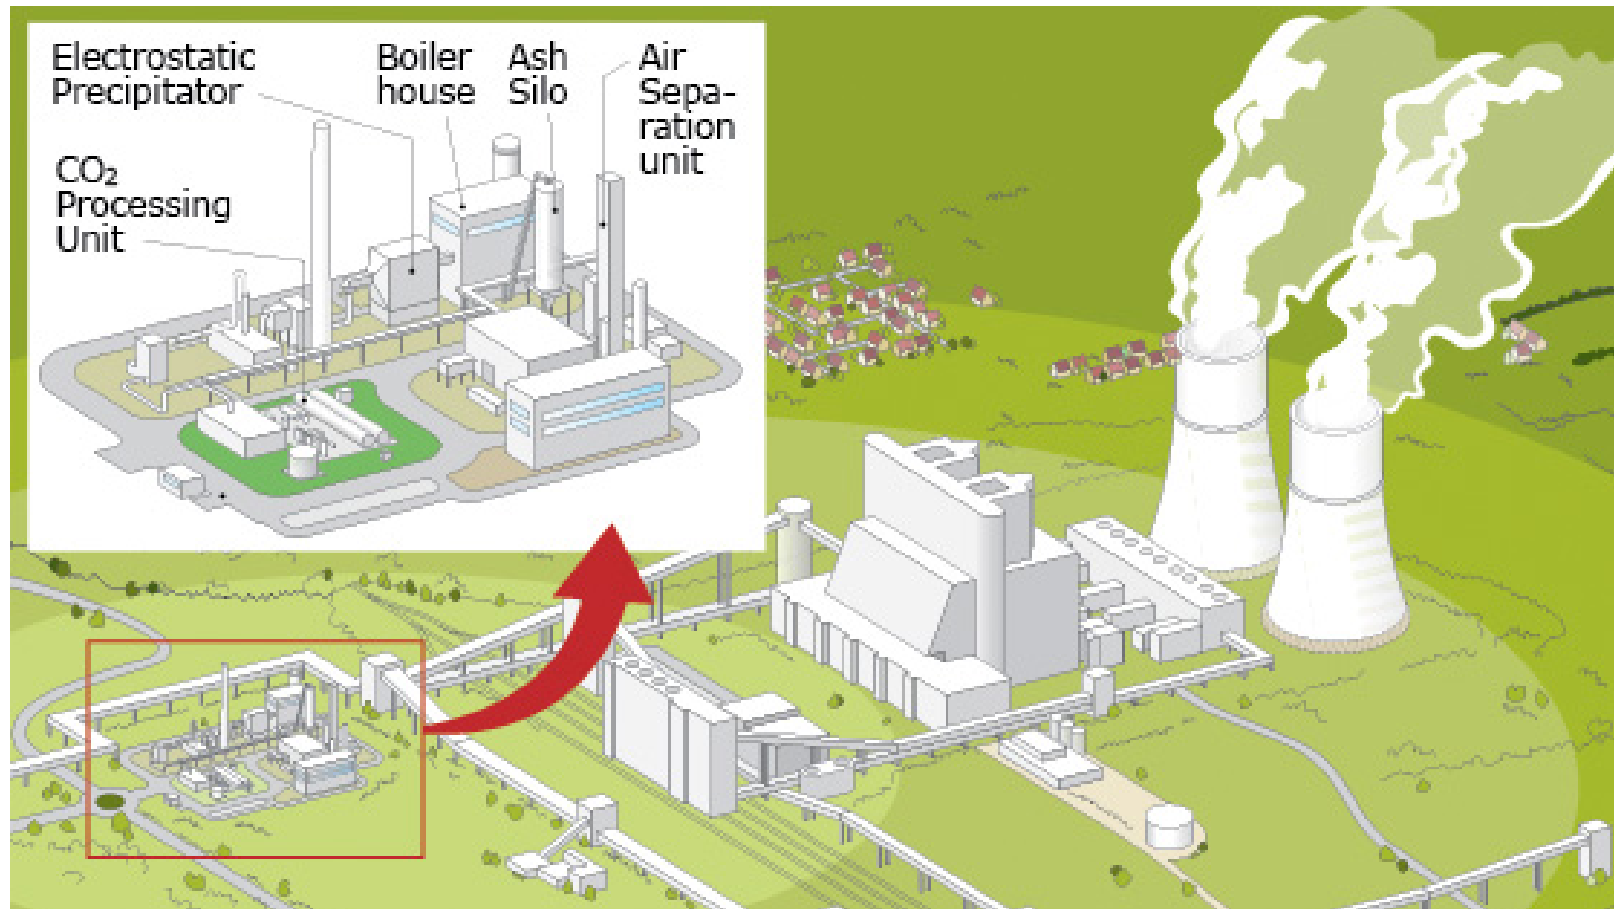 Electrostatic
Precipitator
Boiler
house
Ash
Silo
Air
Sepa-
ration
unit
CO₂
Processing
Unit